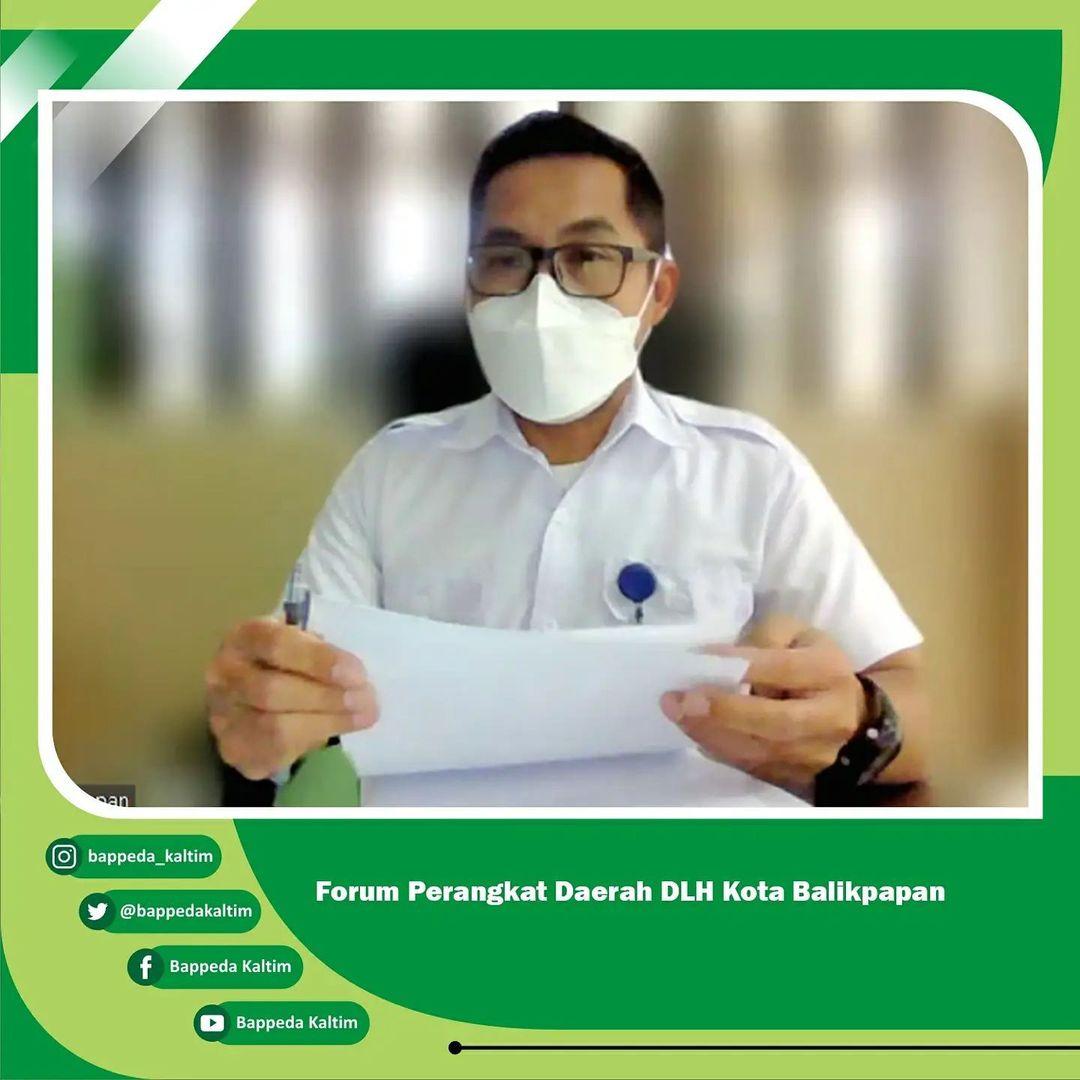 bappeda_kaltim
@bappedakaltim
Bappeda Kaltim
Bappeda Kaltim
Forum Perangkat Daerah DLH Kota Balikpapan